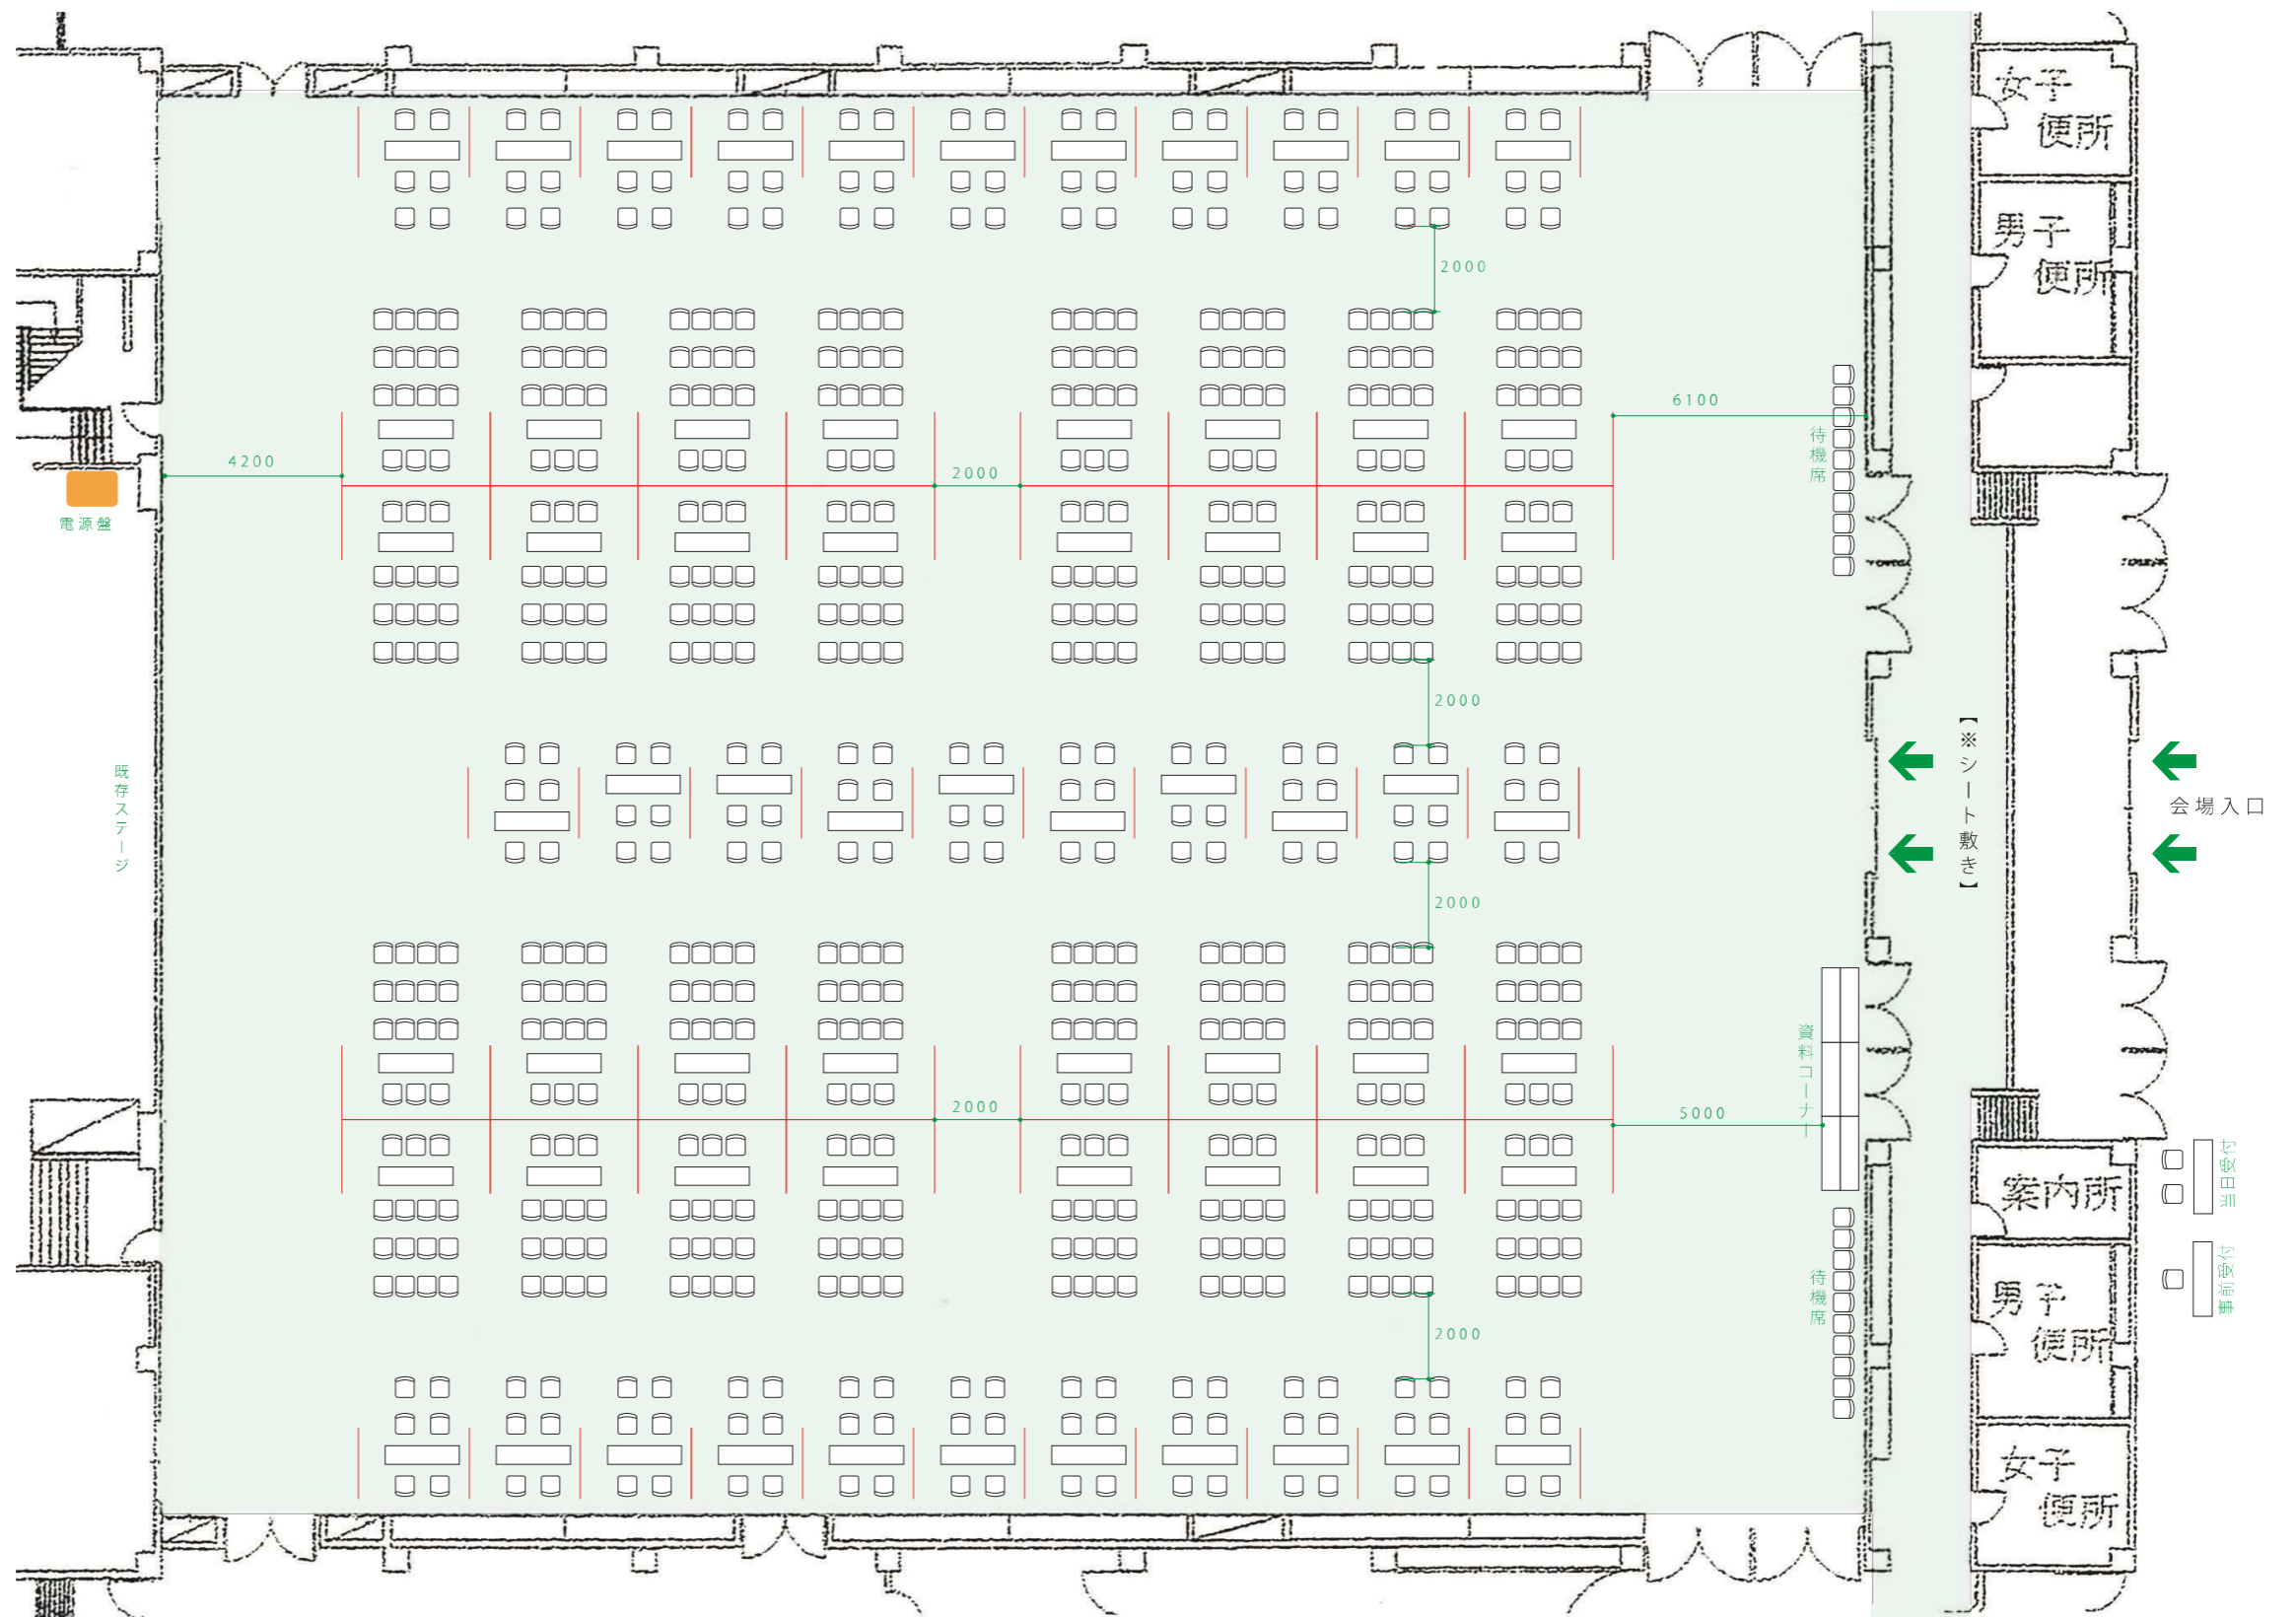 女子
便所
男子
便所
2000
6100
待機席
4200
2000
電源盤
2000
既存ステージ
【※シート敷き】
会場入口
2000
資料コーナー
2000
5000
当日受付
案内所
事前受付
待機席
男子
便所
2000
女子
便所